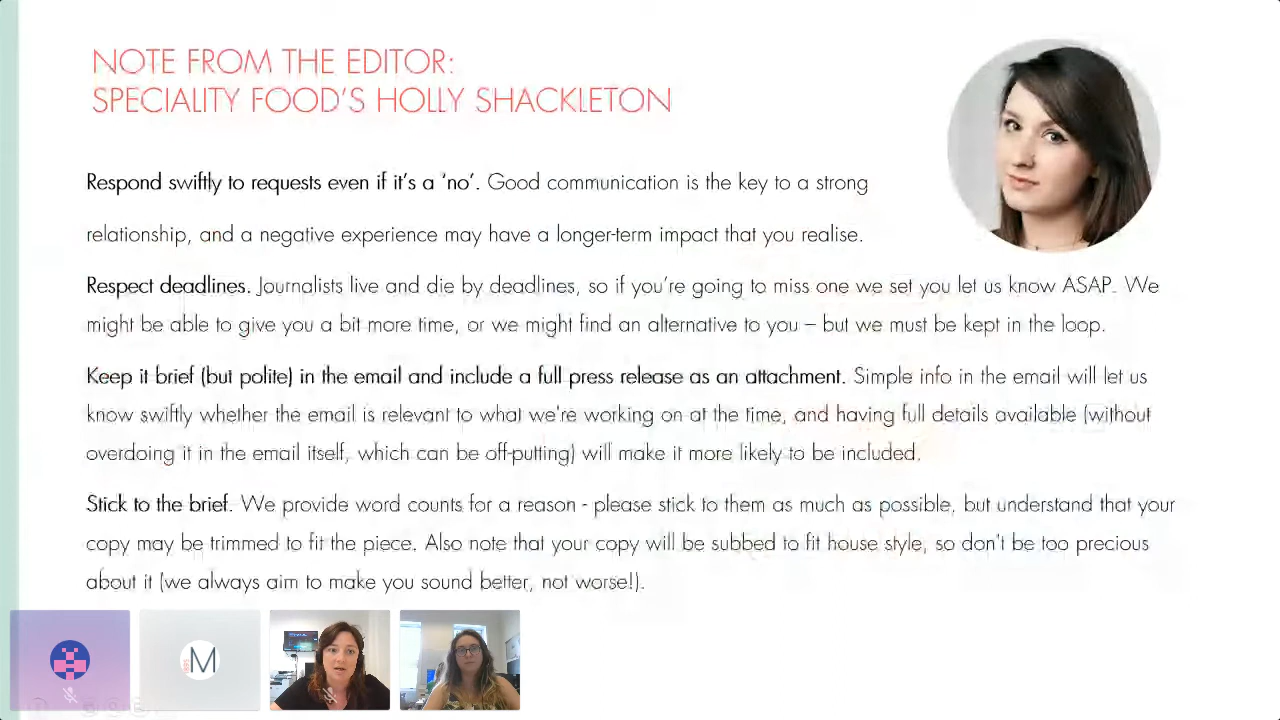 NOTE FROM THE EDITOR:
SPECIALITY FOOD'S HOLLY SHACKLETON
Respond swiftly to requests even if it's a 'no'. Good communication is the key to a strong
relationship, and a negative experience may have a longer-term impact that you realise.
Respect deadlines. Journalists live and die by deadlines, so if you're going to miss one we set you let us know ASAP. We
might be able to give you a bit more time, or we might find an alternative to you – but we must be kept in the loop.
Keep it brief (but polite) in the email and include a full press release as an attachment. Simple info in the email will let us
know swiftly whether the email is relevant to what we're working on at the time, and having full details available (without
overdoing it in the email itself, which can be off-putting) will make it more likely to be included.
Stick to the brief. We provide word counts for a reason - please stick to them as much as possible, but understand that your
copy may be trimmed to fit the piece. Also note that your copy will be subbed to fit house style, so don't be too precious
about it (we always aim to make you sound better, not worse!).
M